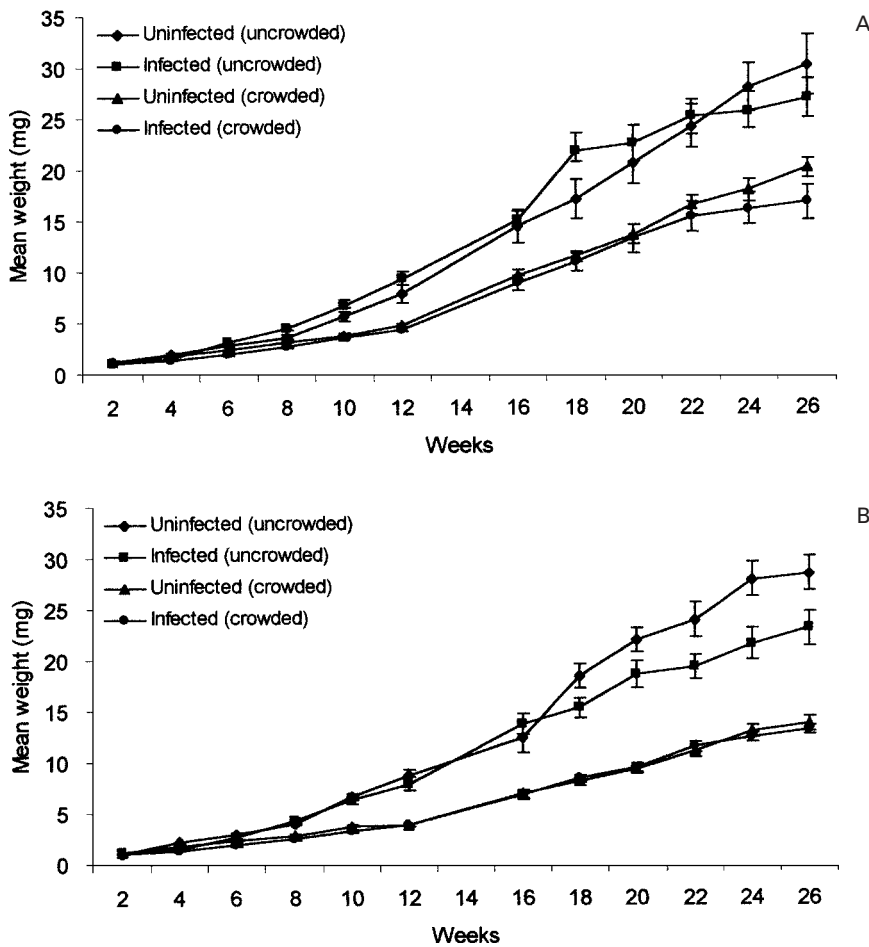 A
35
30
25
20
15
10
5
0
Mean weight (mg)
Uninfected (uncrowded)
Infected (uncrowded)
Uninfected (crowded)
Infected (crowded)
2 4 6 8 10 12 14 16 18 20 22 24 26
Weeks
B
35
30
25
20
15
10
5
0
Mean weight (mg)
Uninfected (uncrowded)
Infected (uncrowded)
Uninfected (crowded)
Infected (crowded)
2 4 6 8 10 12 14 16 18 20 22 24 26
Weeks